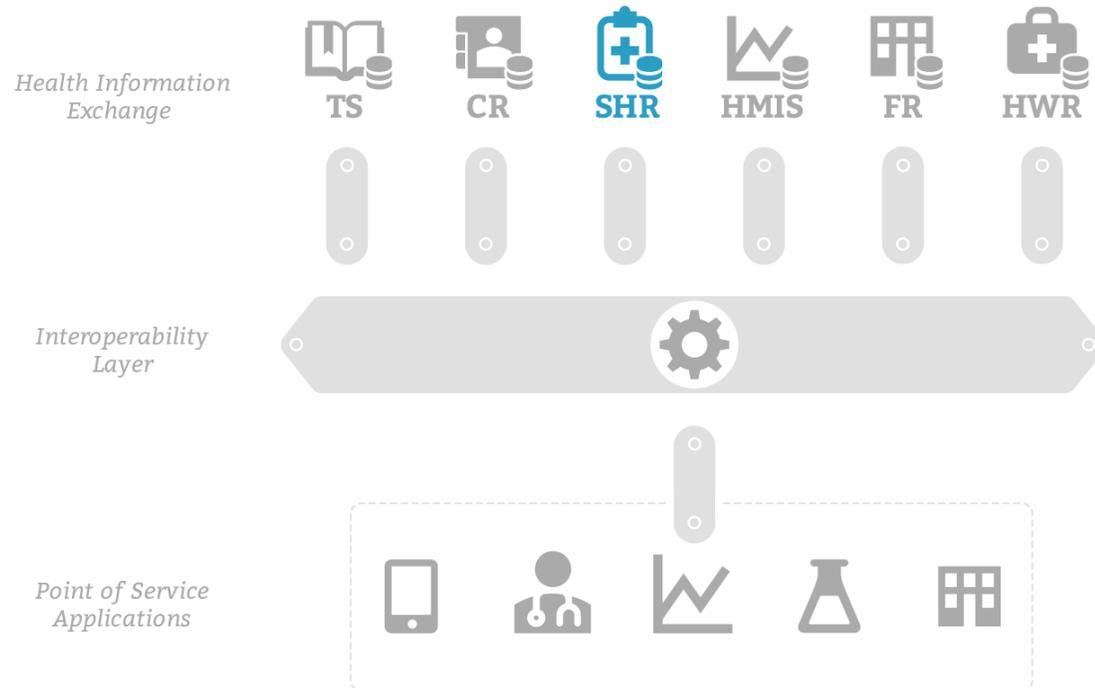 Health Information
Exchange
TS
CR
SHR
HMIS
FR
HWR
Interoperability
Layer
Point of Service
Applications